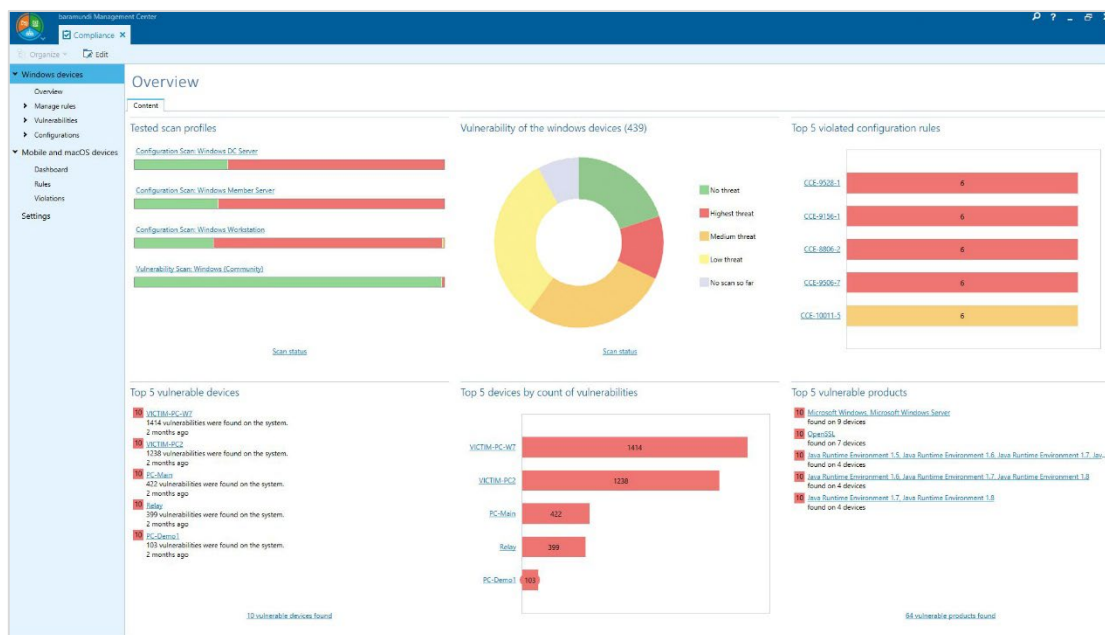 baramundi Management Center
Compliance
Organize
Edit
Windows devices
Overview
Manage rules
Vulnerabilities
Configurations
Mobile and macOS devices
Dashboard
Rules
Violations
Settings
Overview
Content
Tested scan profiles
Configuration Scan: Windows DC Server
Configuration Scan: Windows Member Server
Configuration Scan: Windows Workstation
Vulnerability Scan: Windows (Community)
Scan status
Vulnerability of the windows devices (439)
No threat
Highest threat
Medium threat
Low threat
No scan so far
Scan status
Top 5 violated configuration rules
CCE-9528-1 6
CCE-9156-1 6
CCE-8806-2 6
CCE-9506-7 6
CCE-10011-5 6
Top 5 vulnerable devices
10 VICTIM-PC-W7
1414 vulnerabilities were found on the system.
2 months ago
10 VICTIM-PC2
1238 vulnerabilities were found on the system.
2 months ago
10 PC-Main
422 vulnerabilities were found on the system.
2 months ago
10 Relay
399 vulnerabilities were found on the system.
2 months ago
10 PC-Demo1
103 vulnerabilities were found on the system.
2 months ago
10 vulnerable devices found
Top 5 devices by count of vulnerabilities
VICTIM-PC-W7 1414
VICTIM-PC2 1238
PC-Main 422
Relay 399
PC-Demo1 103
Top 5 vulnerable products
10 Microsoft Windows, Microsoft Windows Server
found on 9 devices
10 OpenSSL
found on 7 devices
10 Java Runtime Environment 1.5, Java Runtime Environment 1.6, Java Runtime Environment 1.7, Jav...
found on 4 devices
10 Java Runtime Environment 1.6, Java Runtime Environment 1.7, Java Runtime Environment 1.8
found on 4 devices
10 Java Runtime Environment 1.7, Java Runtime Environment 1.8
found on 4 devices
64 vulnerable products found